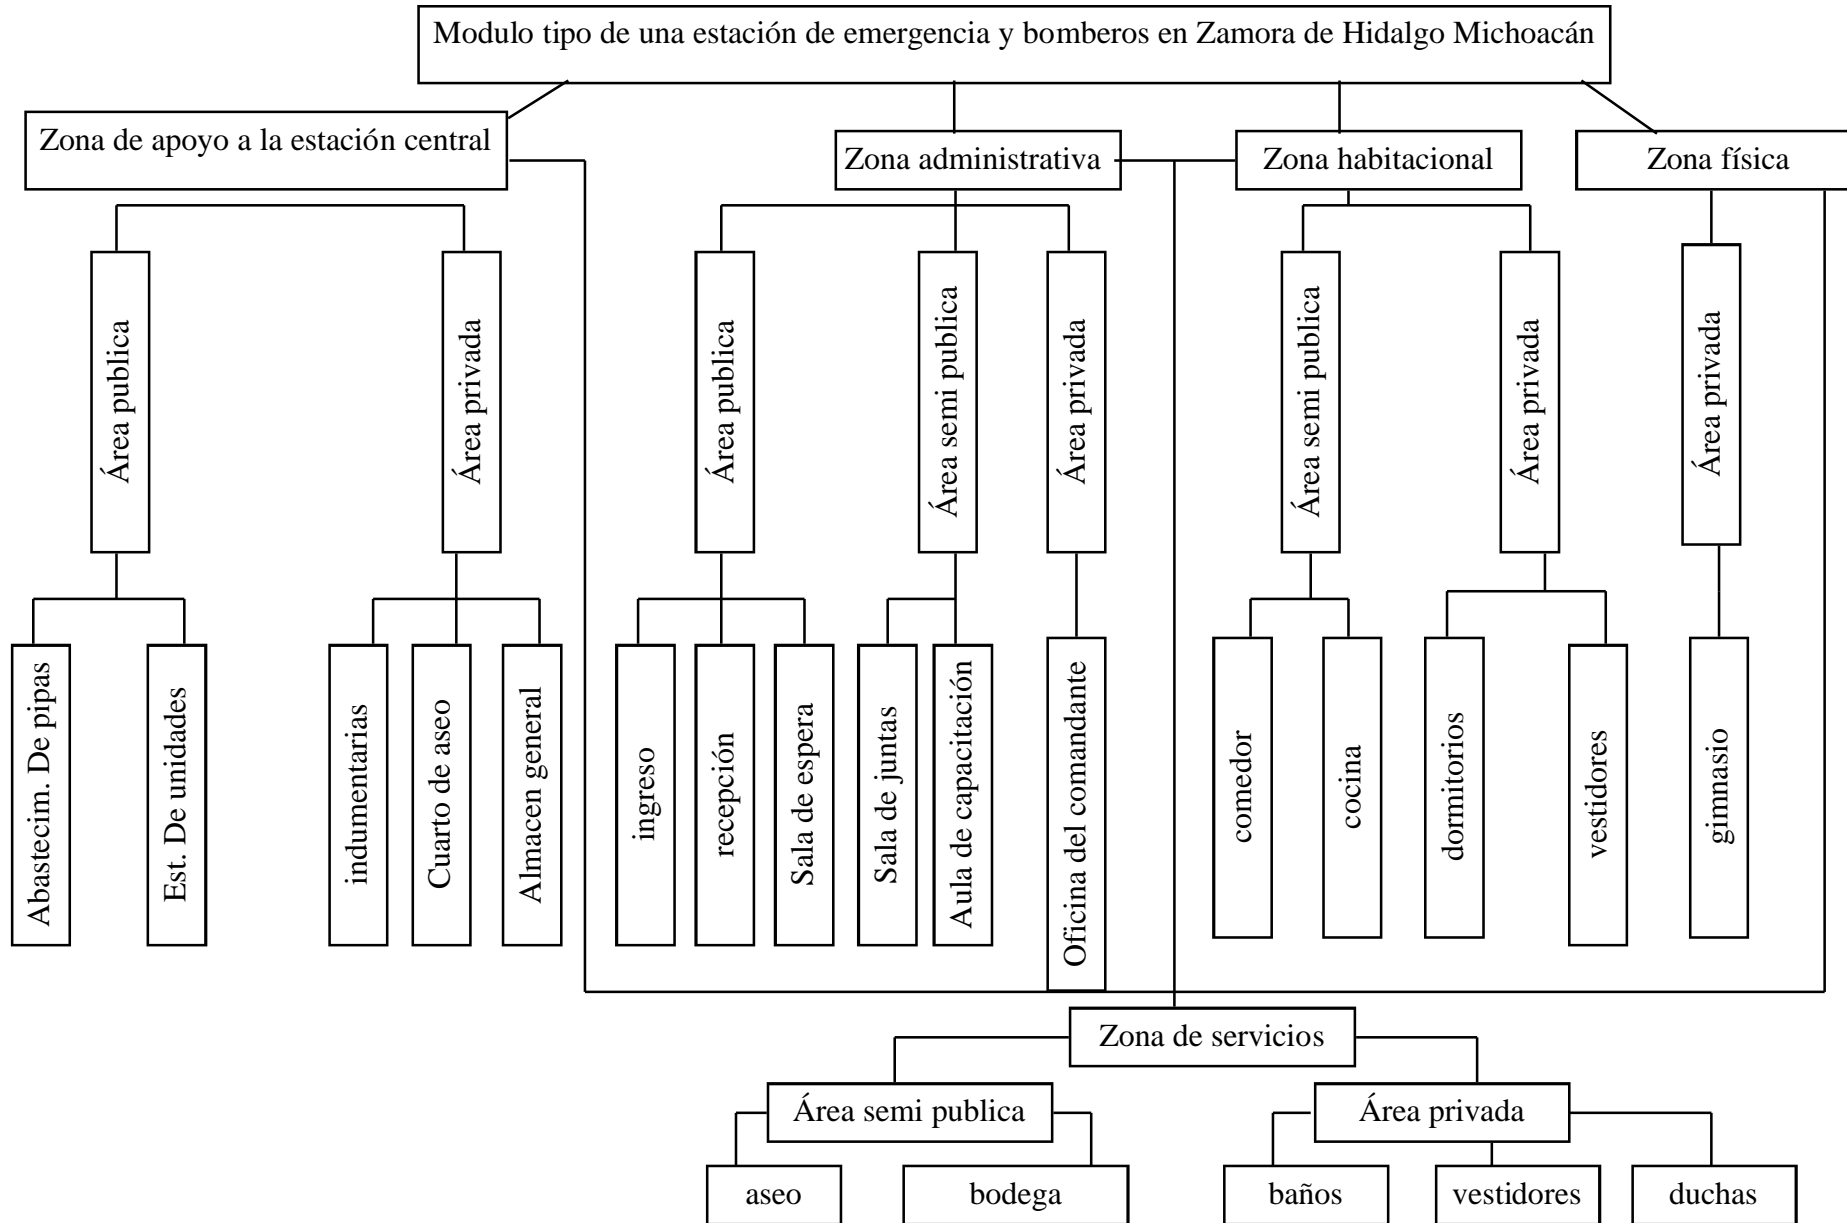 Modulo tipo de una estación de emergencia y bomberos en Zamora de Hidalgo Michoacán
Zona de apoyo a la estación central
Zona administrativa
Zona habitacional
Zona física
Área publica
Área privada
Área publica
Área semi publica
Área privada
Área semi publica
Área privada
Área privada
Abastecim. De pipas
Est. De unidades
indumentarias
Cuarto de aseo
Almacen general
ingreso
recepción
Sala de espera
Sala de juntas
Aula de capacitación
Oficina del comandante
comedor
cocina
dormitorios
vestidores
gimnasio
Zona de servicios
Área semi publica
Área privada
aseo
bodega
baños
vestidores
duchas